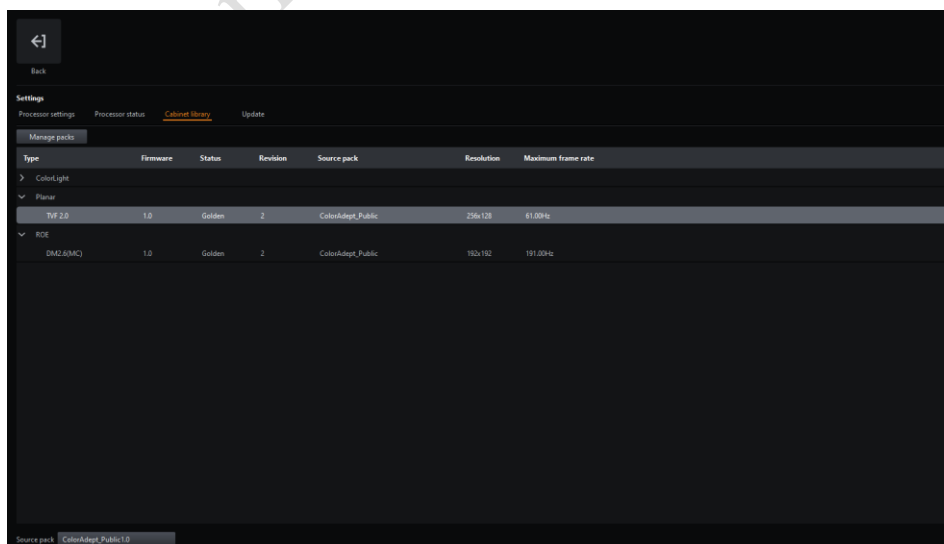 Back
Settings
Processor settings Processor status Cabinet library Update
Manage packs
Type Firmware Status Revision Source pack Resolution Maximum frame rate
ColorLight
Planar
TVF 2.0 1.0 Golden 2 ColorAdept_Public 256x128 61.00Hz
ROE
DM2.6(MC) 1.0 Golden 2 ColorAdept_Public 192x192 191.00Hz
Source pack ColorAdept_Public1.0